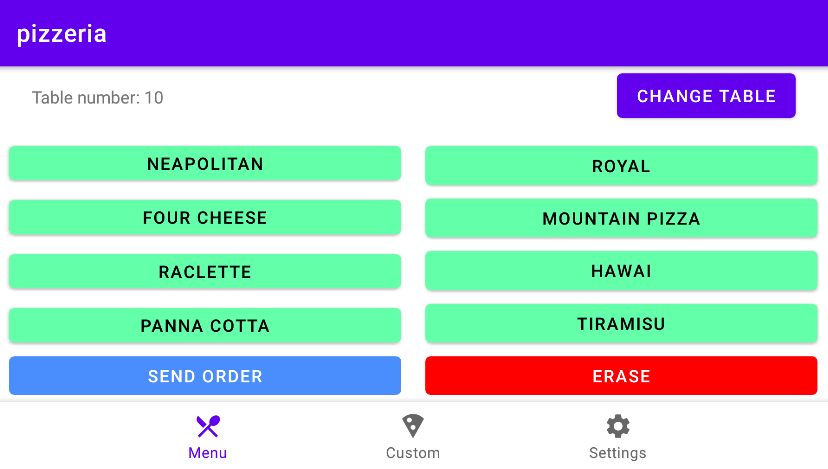 pizzeria
Table number: 10
CHANGE TABLE
NEAPOLITAN
ROYAL
FOUR CHEESE
MOUNTAIN PIZZA
RACLETTE
HAWAI
PANNA COTTA
TIRAMISU
SEND ORDER
ERASE
Menu
Custom
Settings